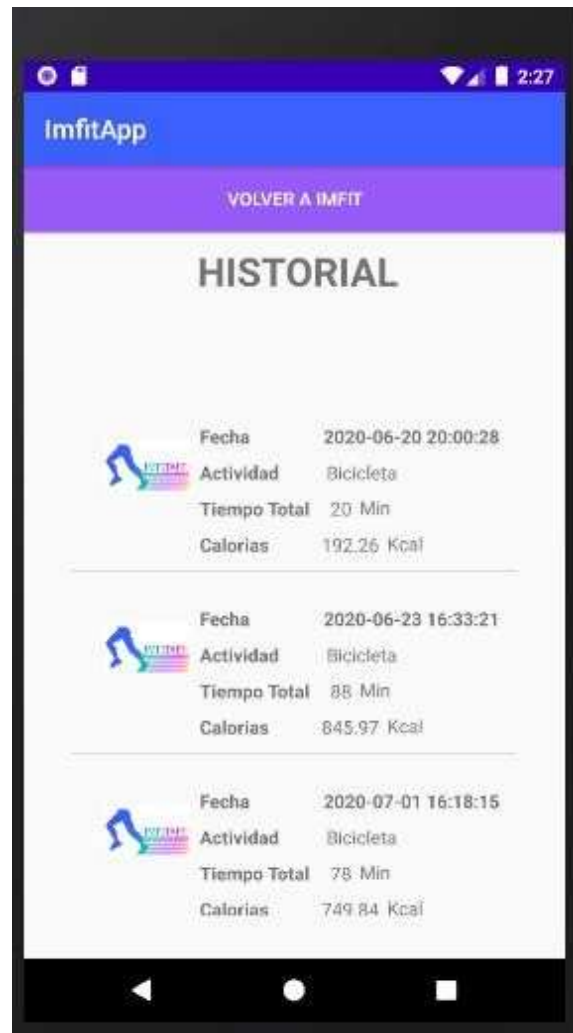 2:27
ImfitApp
VOLVER A IMFIT
HISTORIAL
Fecha 2020-06-20 20:00:28
Actividad Bicicleta
Tiempo Total 20 Min
Calorias 192.26 Kcal
Fecha 2020-06-23 16:33:21
Actividad Bicicleta
Tiempo Total 88 Min
Calorias 845.97 Kcal
Fecha 2020-07-01 16:18:15
Actividad Bicicleta
Tiempo Total 78 Min
Calorias 749.84 Kcal